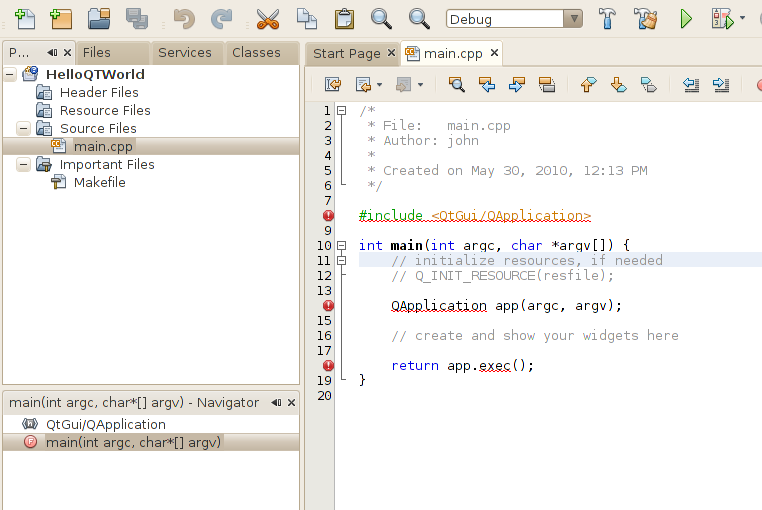 Debug
P...
Files
Services
Classes
HelloQTWorld
Header Files
Resource Files
Source Files
main.cpp
Important Files
Makefile
main(int argc, char*[] argv) - Navigator
QtGui/QApplication
main(int argc, char*[] argv)
Start Page
main.cpp
1 /*
2  * File:   main.cpp
3  * Author: john
4  *
5  * Created on May 30, 2010, 12:13 PM
6  */
7
#include <QtGui/QApplication>
9
10 int main(int argc, char *argv[]) {
11     // initialize resources, if needed
12     // Q_INIT_RESOURCE(resfile);
13
    QApplication app(argc, argv);
15
16     // create and show your widgets here
17
    return app.exec();
19 }
20